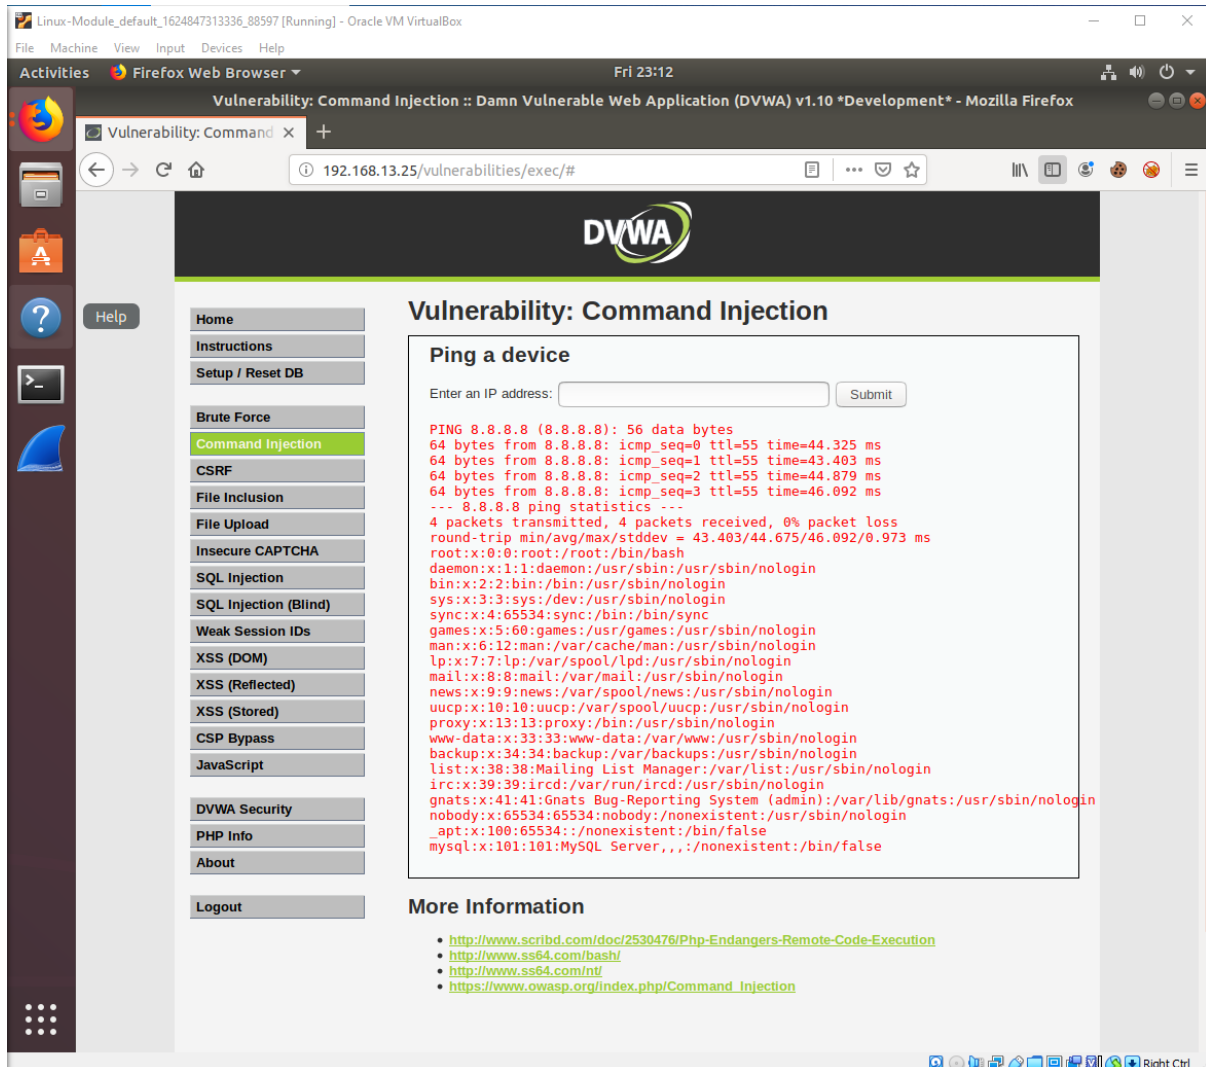 Linux-Module_default_1624847313336_88597 [Running] - Oracle VM VirtualBox
File Machine View Input Devices Help
Activities Firefox Web Browser Fri 23:12
Vulnerability: Command Injection :: Damn Vulnerable Web Application (DVWA) v1.10 *Development* - Mozilla Firefox
Vulnerability: Command
192.168.13.25/vulnerabilities/exec/#
DVWA
Help
Home
Instructions
Setup / Reset DB
Brute Force
Command Injection
CSRF
File Inclusion
File Upload
Insecure CAPTCHA
SQL Injection
SQL Injection (Blind)
Weak Session IDs
XSS (DOM)
XSS (Reflected)
XSS (Stored)
CSP Bypass
JavaScript
DVWA Security
PHP Info
About
Logout
Vulnerability: Command Injection
Ping a device
Enter an IP address: Submit
PING 8.8.8.8 (8.8.8.8): 56 data bytes
64 bytes from 8.8.8.8: icmp_seq=0 ttl=55 time=44.325 ms
64 bytes from 8.8.8.8: icmp_seq=1 ttl=55 time=43.403 ms
64 bytes from 8.8.8.8: icmp_seq=2 ttl=55 time=44.879 ms
64 bytes from 8.8.8.8: icmp_seq=3 ttl=55 time=46.092 ms
--- 8.8.8.8 ping statistics ---
4 packets transmitted, 4 packets received, 0% packet loss
round-trip min/avg/max/stddev = 43.403/44.675/46.092/0.973 ms
root:x:0:0:root:/root:/bin/bash
daemon:x:1:1:daemon:/usr/sbin:/usr/sbin/nologin
bin:x:2:2:bin:/bin:/usr/sbin/nologin
sys:x:3:3:sys:/dev:/usr/sbin/nologin
sync:x:4:65534:sync:/bin:/bin/sync
games:x:5:60:games:/usr/games:/usr/sbin/nologin
man:x:6:12:man:/var/cache/man:/usr/sbin/nologin
lp:x:7:7:lp:/var/spool/lpd:/usr/sbin/nologin
mail:x:8:8:mail:/var/mail:/usr/sbin/nologin
news:x:9:9:news:/var/spool/news:/usr/sbin/nologin
uucp:x:10:10:uucp:/var/spool/uucp:/usr/sbin/nologin
proxy:x:13:13:proxy:/bin:/usr/sbin/nologin
www-data:x:33:33:www-data:/var/www:/usr/sbin/nologin
backup:x:34:34:backup:/var/backups:/usr/sbin/nologin
list:x:38:38:Mailing List Manager:/var/list:/usr/sbin/nologin
irc:x:39:39:ircd:/var/run/ircd:/usr/sbin/nologin
gnats:x:41:41:Gnats Bug-Reporting System (admin):/var/lib/gnats:/usr/sbin/nologin
nobody:x:65534:65534:nobody:/nonexistent:/usr/sbin/nologin
_apt:x:100:65534::/nonexistent:/bin/false
mysql:x:101:101:MySQL Server,,,:/nonexistent:/bin/false
More Information
http://www.scribd.com/doc/2530476/Php-Endangers-Remote-Code-Execution
http://www.ss64.com/bash/
http://www.ss64.com/nt/
https://www.owasp.org/index.php/Command_Injection
Right Ctrl